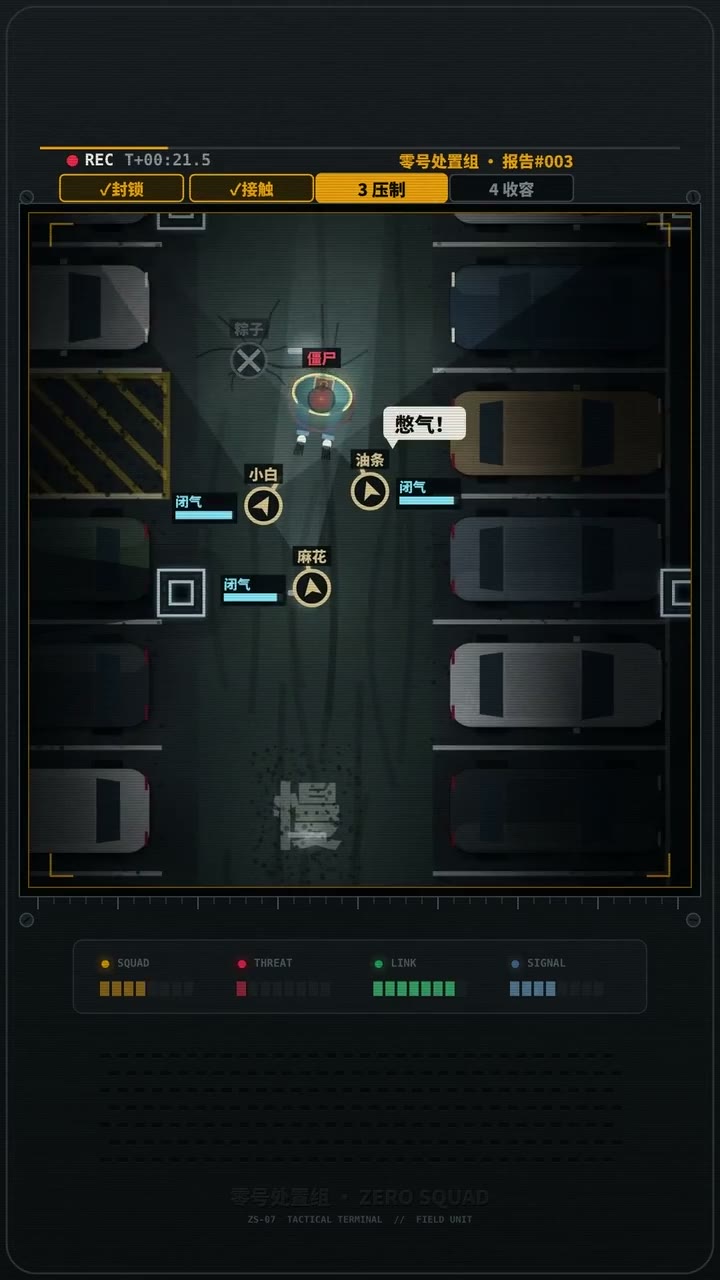 REC T+00:21.5
零号处置组 · 报告#003
✓封锁
✓接触
3 压制
4 收容
粽子
僵尸
憋气!
油条
小白
闭气
闭气
麻花
闭气
慢
SQUAD
THREAT
LINK
SIGNAL
零号处置组 · ZERO SQUAD
ZS-07 TACTICAL TERMINAL // FIELD UNIT